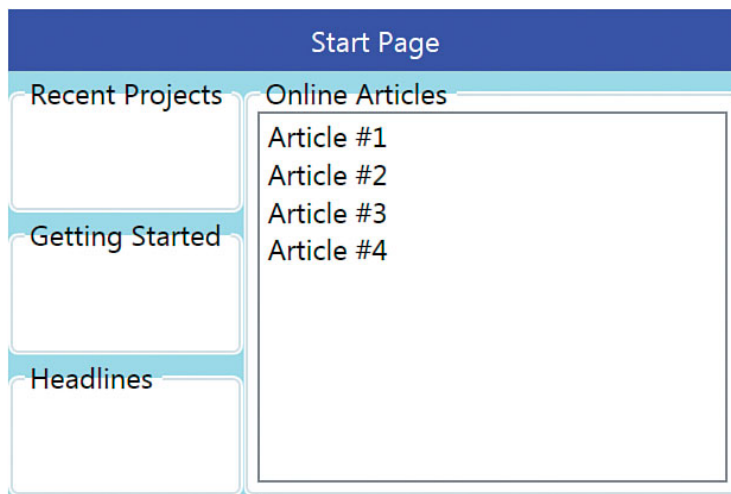 Start Page
Recent Projects
Online Articles
Article #1
Article #2
Article #3
Article #4
Getting Started
Headlines